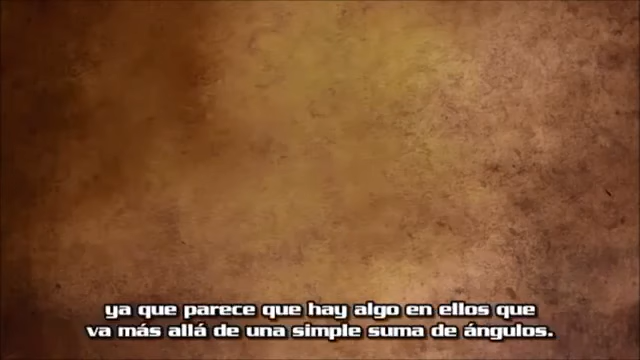 ya que parece que hay algo en ellos que
va más allá de una simple suma de ángulos.